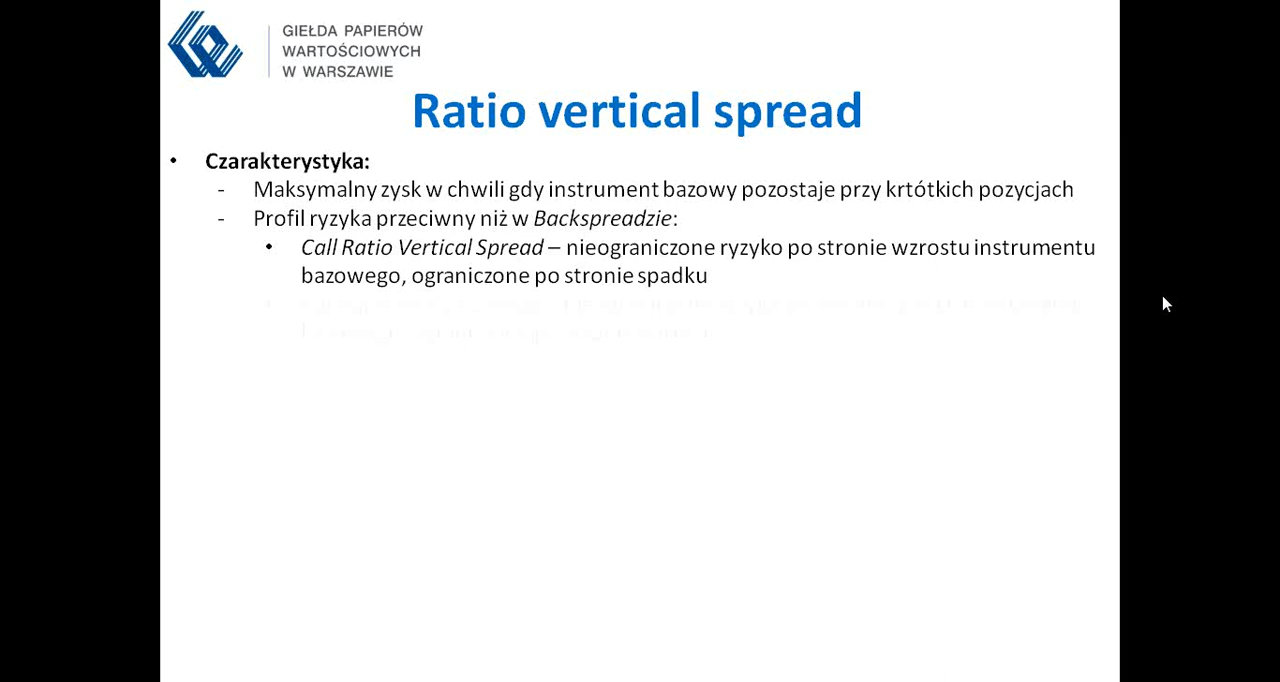 GIEŁDA PAPIERÓW
WARTOŚCIOWYCH
W WARSZAWIE
Ratio vertical spread
• Czarakterystyka:
- Maksymalny zysk w chwili gdy instrument bazowy pozostaje przy krtótkich pozycjach
- Profil ryzyka przeciwny niż w Backspreadzie:
• Call Ratio Vertical Spread – nieograniczone ryzyko po stronie wzrostu instrumentu
bazowego, ograniczone po stronie spadku